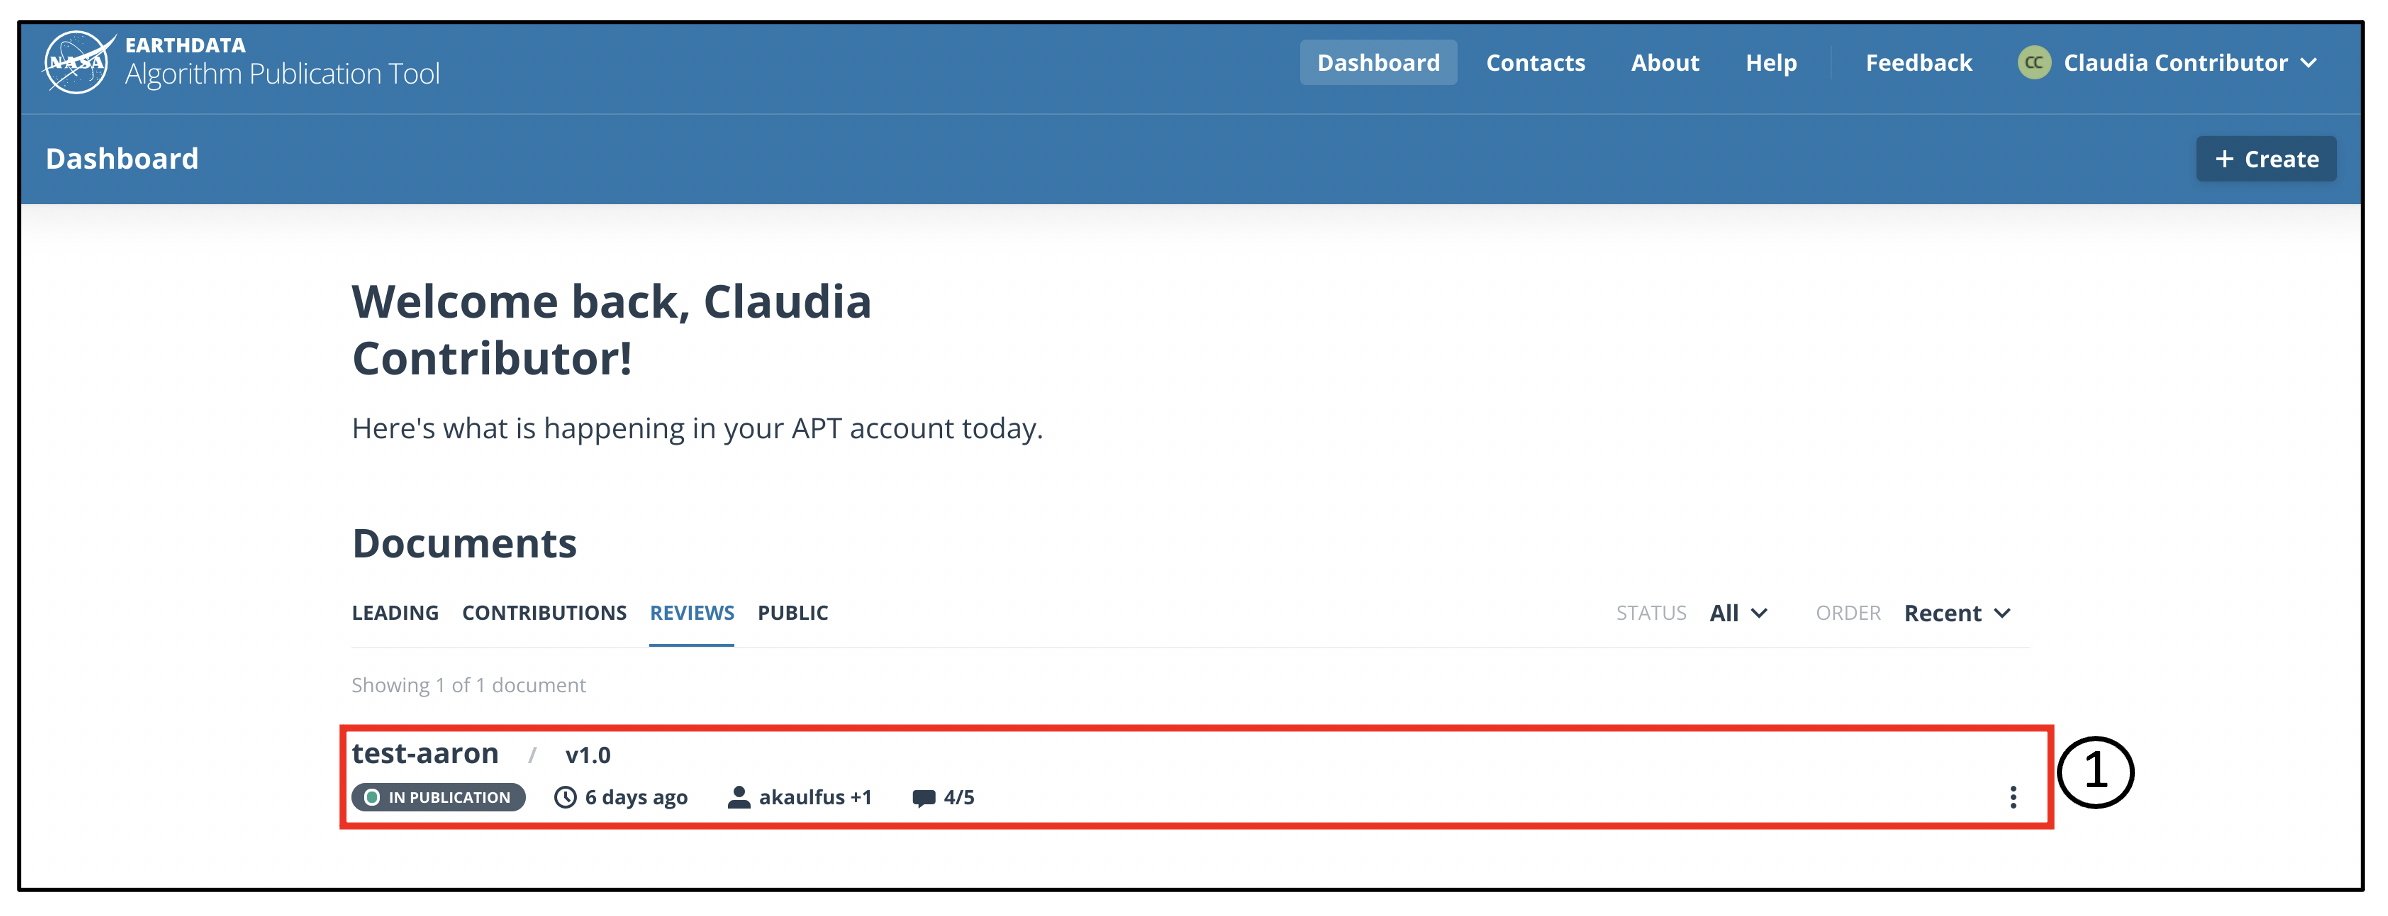 NASA
EARTHDATA
Algorithm Publication Tool
Dashboard Contacts About Help Feedback CC Claudia Contributor
Dashboard
+ Create
Welcome back, Claudia
Contributor!
Here's what is happening in your APT account today.
Documents
LEADING CONTRIBUTIONS REVIEWS PUBLIC STATUS All ORDER Recent
Showing 1 of 1 document
test-aaron / v1.0
IN PUBLICATION 6 days ago akaulfus +1 4/5
1